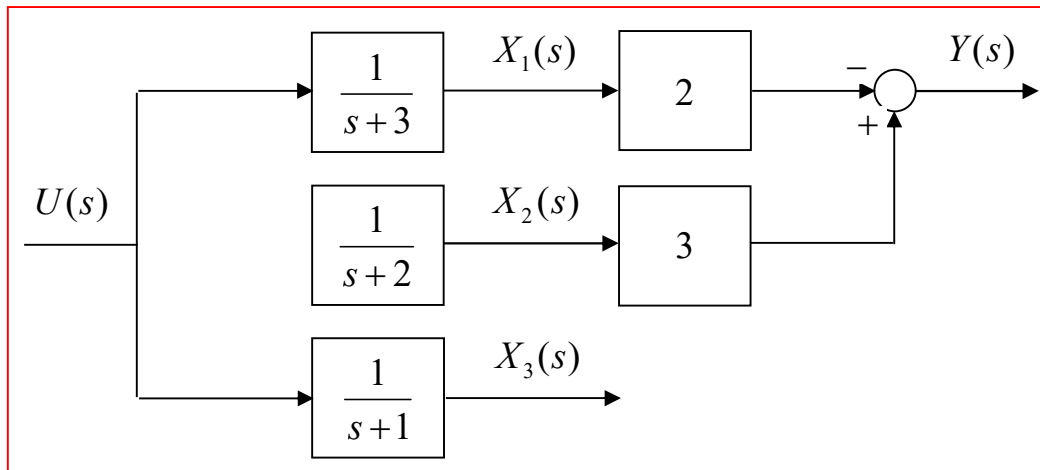 X₁(s)
Y(s)
1
s + 3
2
−
+
U(s)
X₂(s)
1
s + 2
3
X₃(s)
1
s + 1